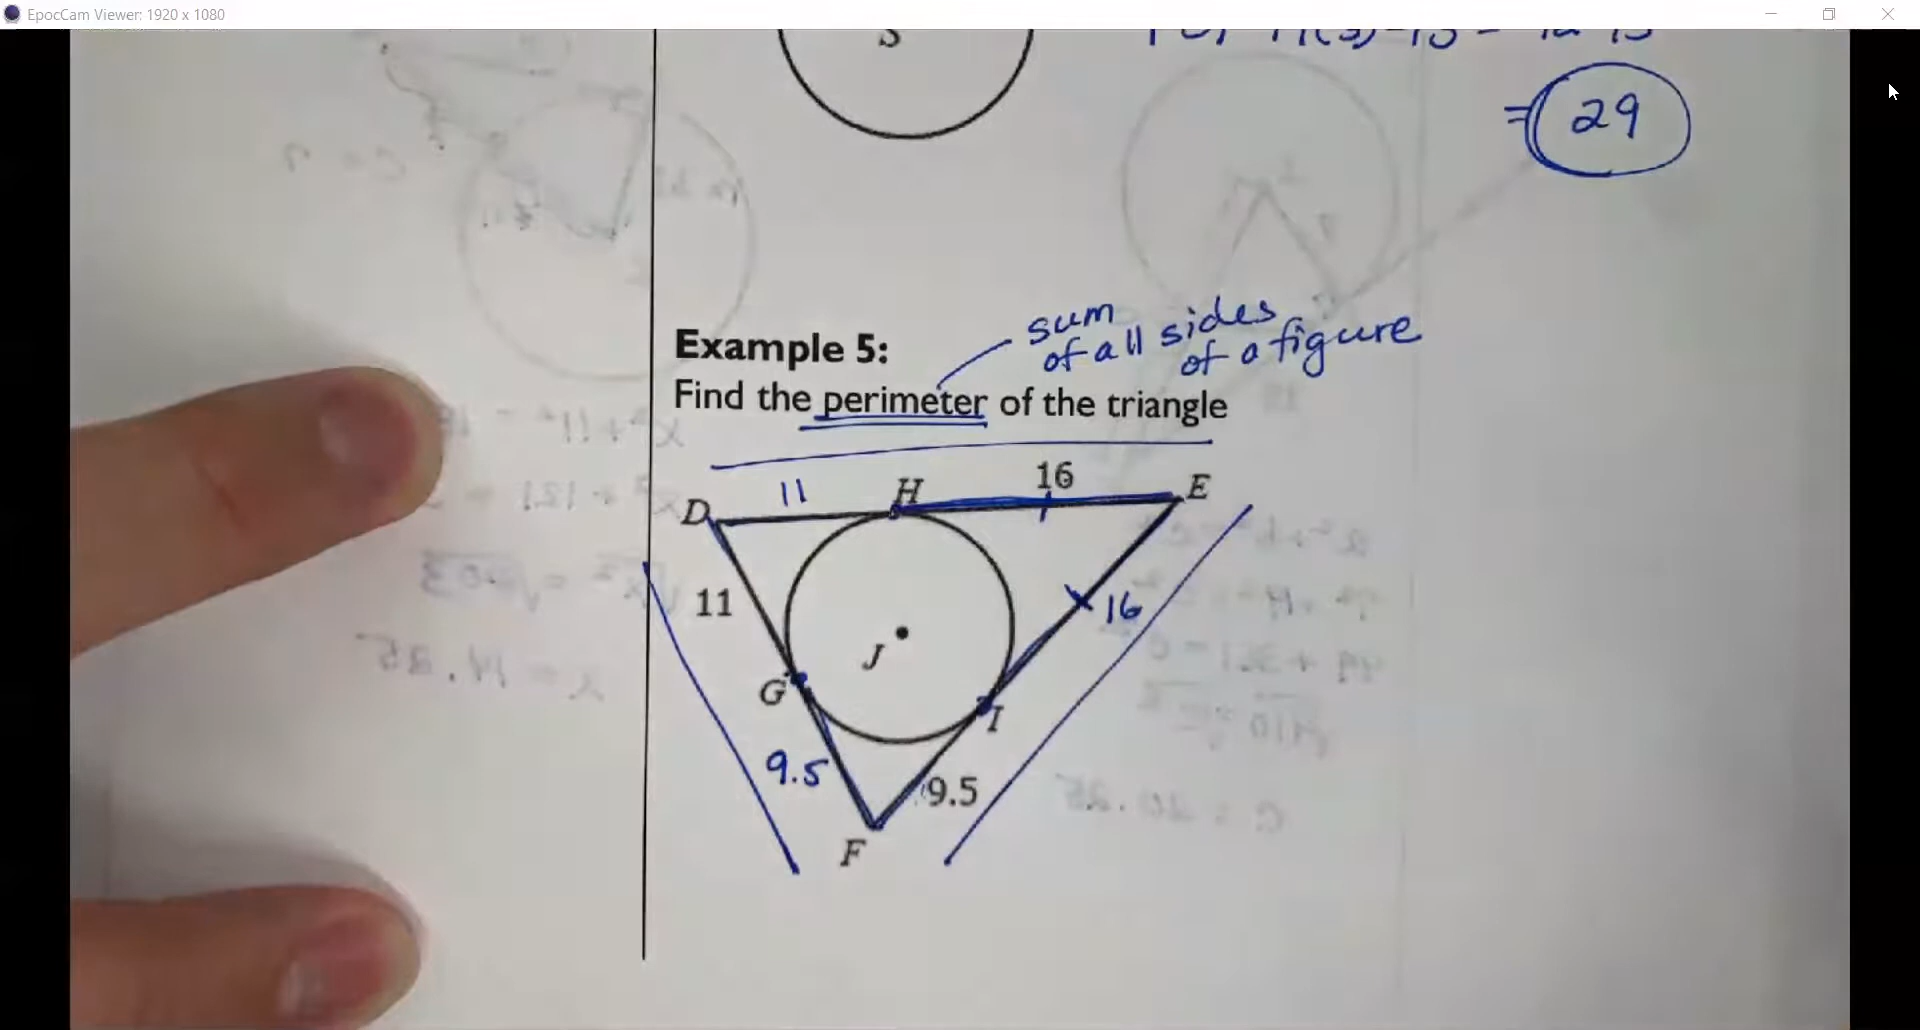 EpocCam Viewer: 1920 x 1080
S
= 29
sum
of all sides
of a figure
Example 5:
Find the perimeter of the triangle
11
H
16
E
D
11
16
J
G
I
9.5
9.5
F